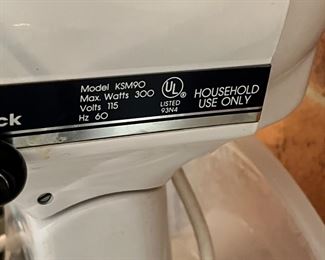 Model KSM90
Max. Watts 300
Volts 115
Hz 60
UL
LISTED
93N4
HOUSEHOLD
USE ONLY
ck